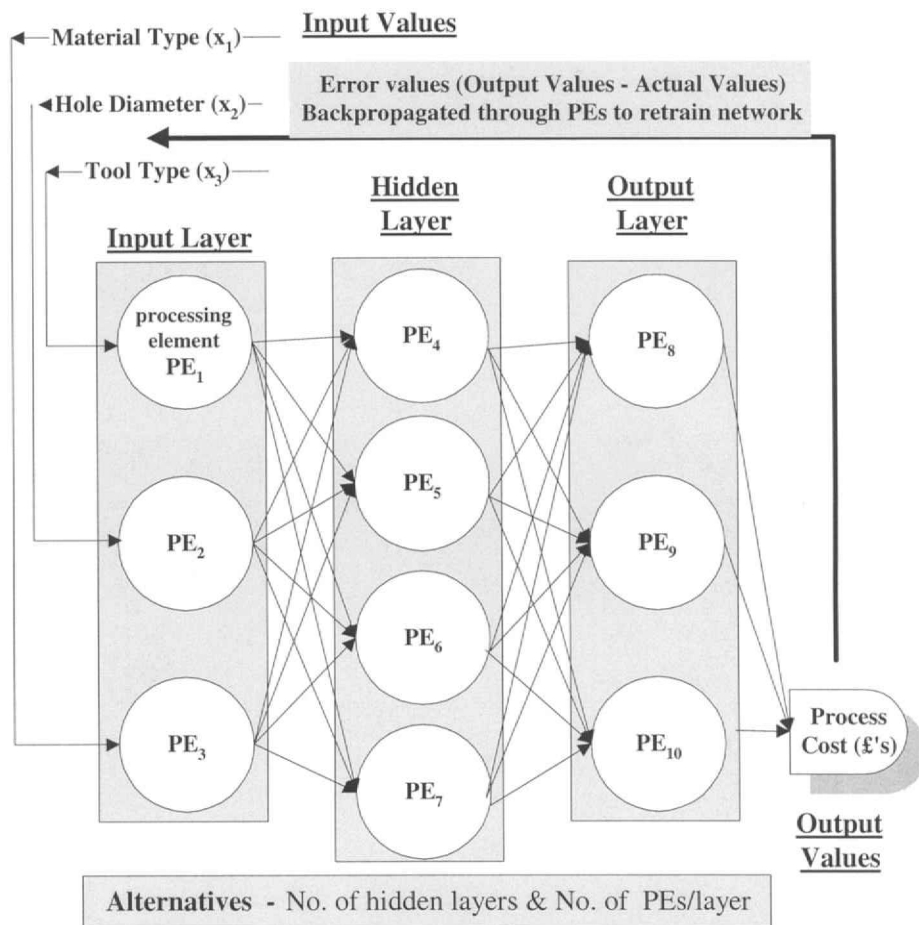 Material Type (x₁)
Input Values
Hole Diameter (x₂)
Error values (Output Values - Actual Values)
Backpropagated through PEs to retrain network
Tool Type (x₃)
Input Layer
Hidden
Layer
Output
Layer
processing
element
PE₁
PE₂
PE₃
PE₄
PE₅
PE₆
PE₇
PE₈
PE₉
PE₁₀
Process
Cost (£'s)
Output
Values
Alternatives - No. of hidden layers & No. of PEs/layer